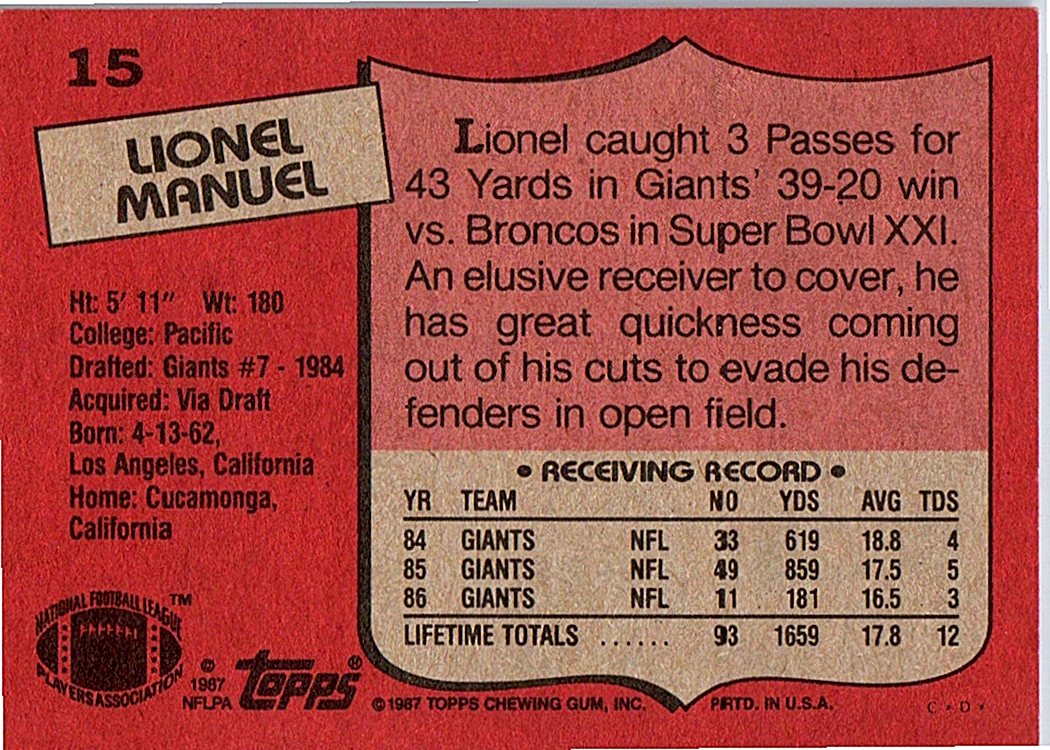 15
LIONEL
MANUEL
Ht: 5' 11" Wt: 180
College: Pacific
Drafted: Giants #7 - 1984
Acquired: Via Draft
Born: 4-13-62,
Los Angeles, California
Home: Cucamonga,
California
Lionel caught 3 Passes for
43 Yards in Giants' 39-20 win
vs. Broncos in Super Bowl XXI.
An elusive receiver to cover, he
has great quickness coming
out of his cuts to evade his de-
fenders in open field.
• RECEIVING RECORD •
YR TEAM NO YDS AVG TDS
84 GIANTS NFL 33 619 18.8 4
85 GIANTS NFL 49 859 17.5 5
86 GIANTS NFL 11 181 16.5 3
LIFETIME TOTALS ...... 93 1659 17.8 12
NATIONAL FOOTBALL LEAGUE ™
PLAYERS ASSOCIATION
© 1987 NFLPA
topps ®
© 1987 TOPPS CHEWING GUM, INC. PRTD. IN U.S.A. C * D *